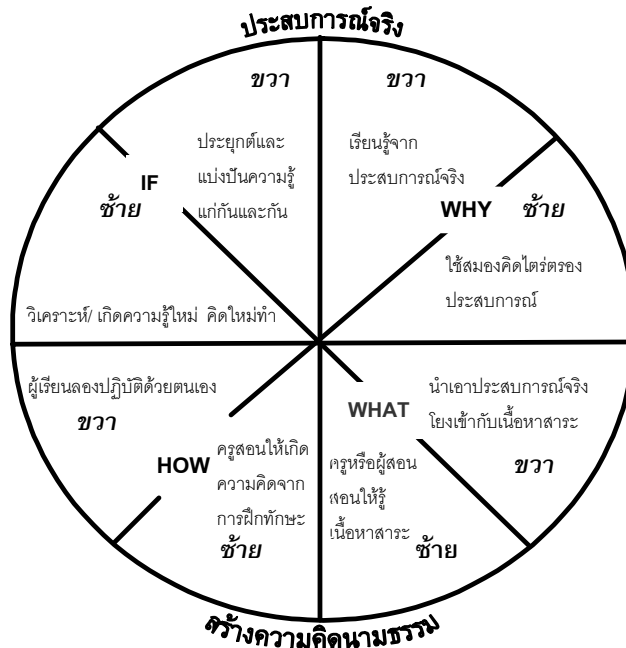 ประสบการณ์จริง
ขวา
ขวา
ประยุกต์และ
แบ่งปันความรู้
แก่กันและกัน
IF
ซ้าย
เรียนรู้จาก
ประสบการณ์จริง
WHY
ซ้าย
ใช้สมองคิดไตร่ตรอง
ประสบการณ์
วิเคราะห์/ เกิดความรู้ใหม่ คิดใหม่ทำ
ผู้เรียนลองปฏิบัติด้วยตนเอง
ขวา
HOW
ครูสอนให้เกิด
ความคิดจาก
การฝึกทักษะ
ซ้าย
WHAT
นำเอาประสบการณ์จริง
โยงเข้ากับเนื้อหาสาระ
ขวา
ครูหรือผู้สอน
สอนให้รู้
เนื้อหาสาระ
ซ้าย
สร้างความคิดนามธรรม